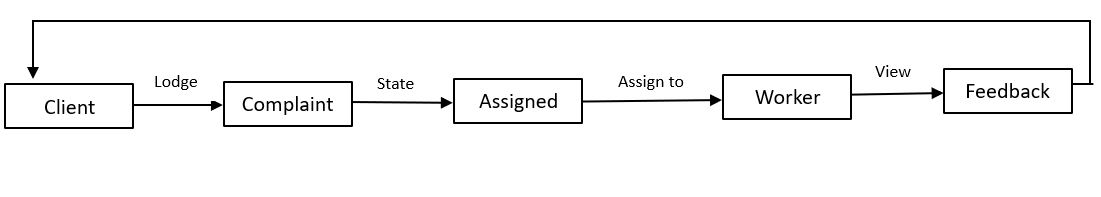 Client
Lodge
Complaint
State
Assigned
Assign to
Worker
View
Feedback